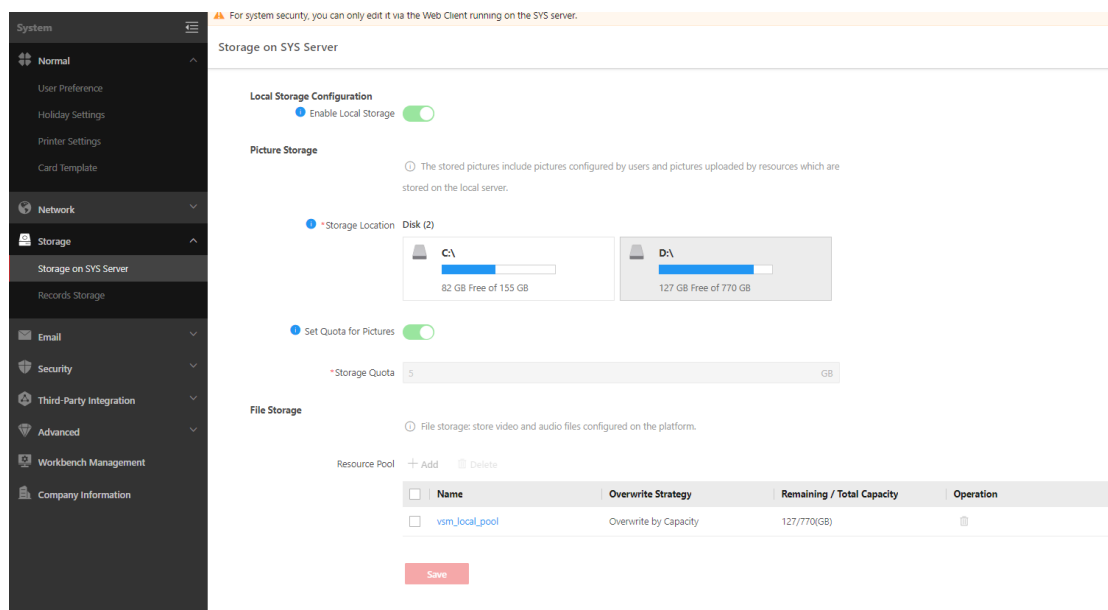 For system security, you can only edit it via the Web Client running on the SYS server.
System
Normal
User Preference
Holiday Settings
Printer Settings
Card Template
Network
Storage
Storage on SYS Server
Records Storage
Email
Security
Third-Party Integration
Advanced
Workbench Management
Company Information
Storage on SYS Server
Local Storage Configuration
Enable Local Storage
Picture Storage
The stored pictures include pictures configured by users and pictures uploaded by resources which are
stored on the local server.
*Storage Location Disk (2)
C:\
82 GB Free of 155 GB
D:\
127 GB Free of 770 GB
Set Quota for Pictures
*Storage Quota 5 GB
File Storage
File storage: store video and audio files configured on the platform.
Resource Pool + Add Delete
Name Overwrite Strategy Remaining / Total Capacity Operation
vsm_local_pool Overwrite by Capacity 127/770(GB)
Save